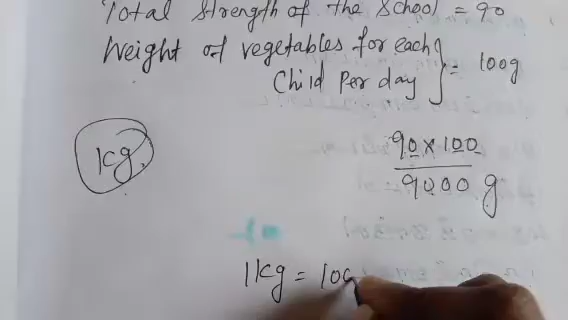 Total Strength of the School = 90
Weight of vegetables for each
Child Per day } = 100g
kg.
90 x 100
9000 g
1kg = 100